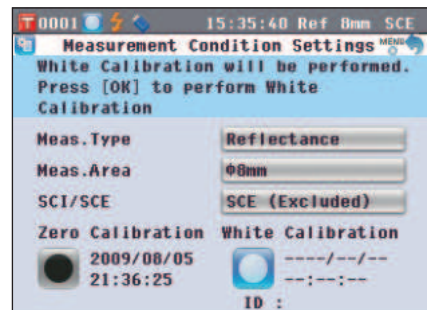 T 0001 15:35:40 Ref 8mm SCE
Measurement Condition Settings MENU
White Calibration will be performed.
Press [OK] to perform White
Calibration
Meas.Type Reflectance
Meas.Area Φ8mm
SCI/SCE SCE (Excluded)
Zero Calibration White Calibration
2009/08/05 ----/--/--
21:36:25 --:--:--
ID :